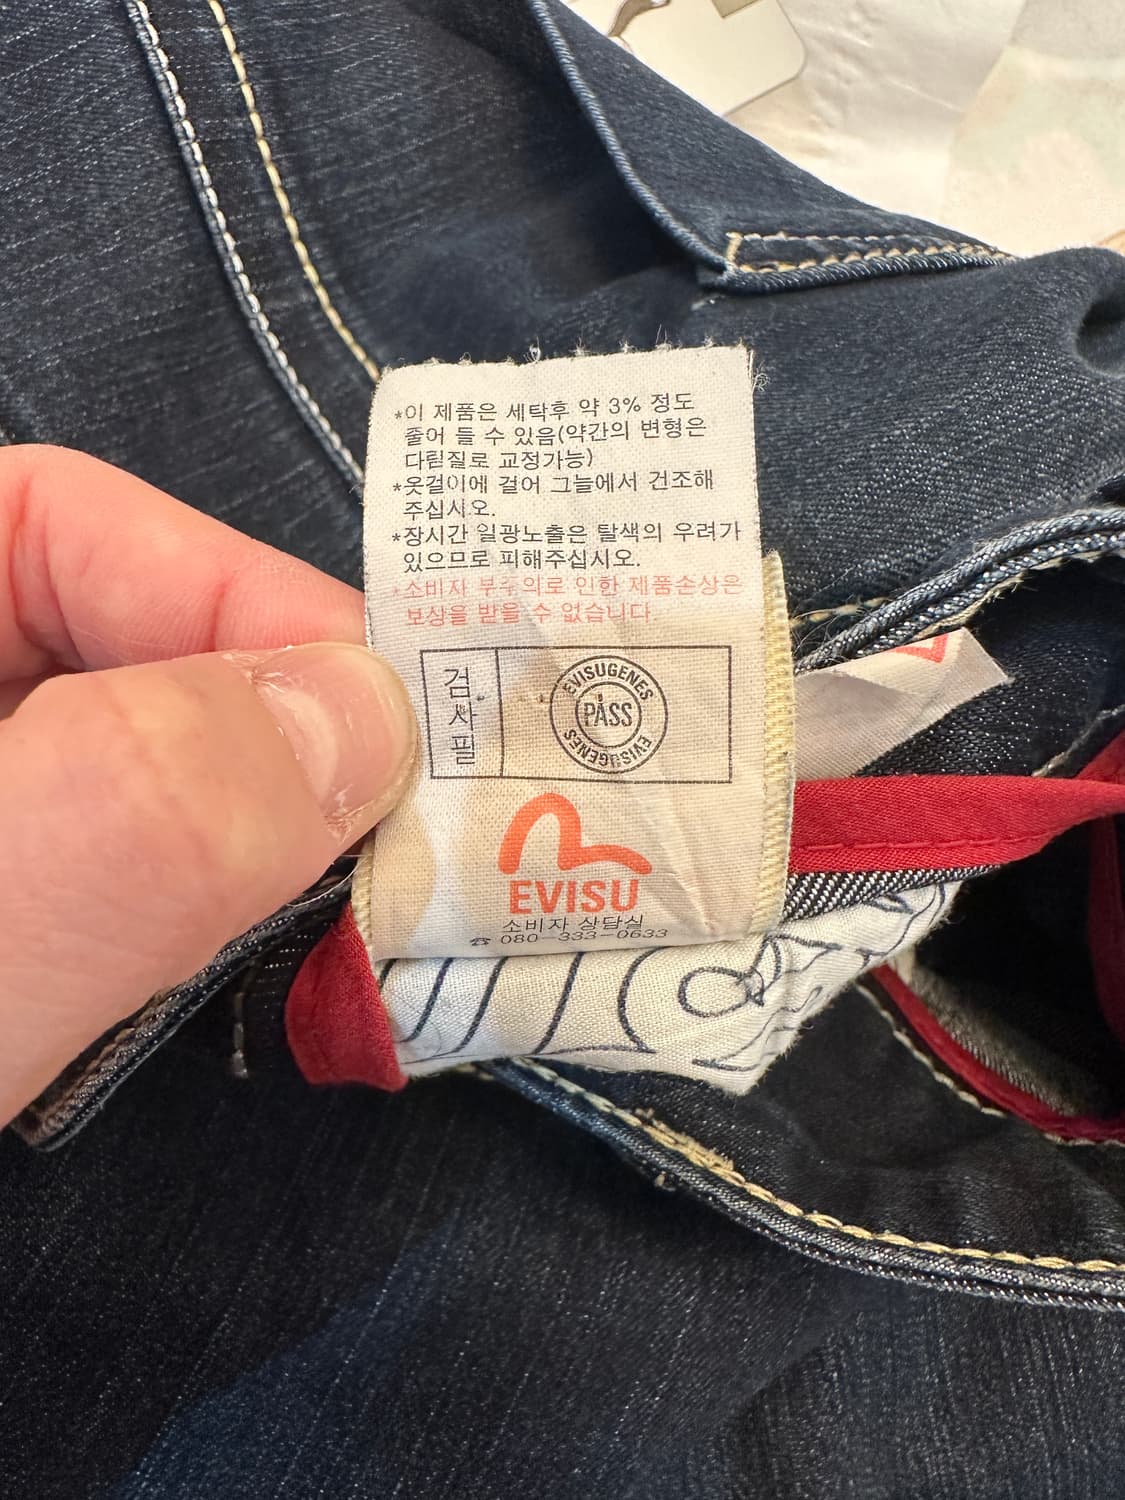 *이 제품은 세탁후 약 3% 정도
줄어 들 수 있음(약간의 변형은
다림질로 교정가능)
*옷걸이에 걸어 그늘에서 건조해
주십시오.
*장시간 일광노출은 탈색의 우려가
있으므로 피해주십시오.
*소비자 부주의로 인한 제품손상은
보상을 받을 수 없습니다.
검사필
EVISUGENES
PASS
EVISUGENES
EVISU
소비자 상담실
☎ 080-333-0633